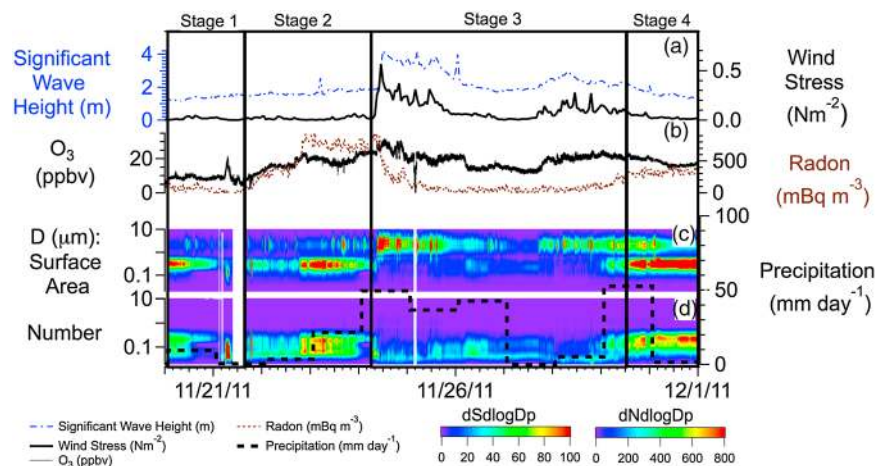 Stage 1 Stage 2 Stage 3 Stage 4
Significant
Wave
Height (m)
4
2
0
(a)
0.5
0.0
Wind
Stress
(Nm⁻²)
O₃
(ppbv)
20
0
(b)
500
0
Radon
(mBq m⁻³)
D (μm):
Surface
Area
10
0.1
(c)
100
80
60
50
0
Precipitation
(mm day⁻¹)
Number
10
0.1
(d)
11/21/11 11/26/11 12/1/11
Significant Wave Height (m)
Wind Stress (Nm⁻²)
O₃ (ppbv)
Radon (mBq m⁻³)
Precipitation (mm day⁻¹)
dSdlogDp
0 20 40 60 80 100
dNdlogDp
0 200 400 600 800